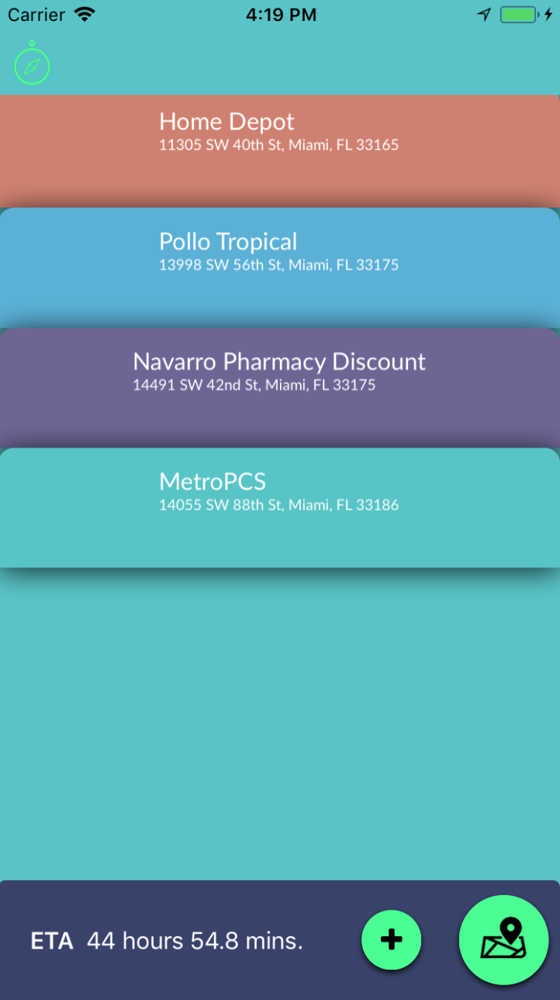 Carrier 4:19 PM
Home Depot
11305 SW 40th St, Miami, FL 33165
Pollo Tropical
13998 SW 56th St, Miami, FL 33175
Navarro Pharmacy Discount
14491 SW 42nd St, Miami, FL 33175
MetroPCS
14055 SW 88th St, Miami, FL 33186
ETA 44 hours 54.8 mins.